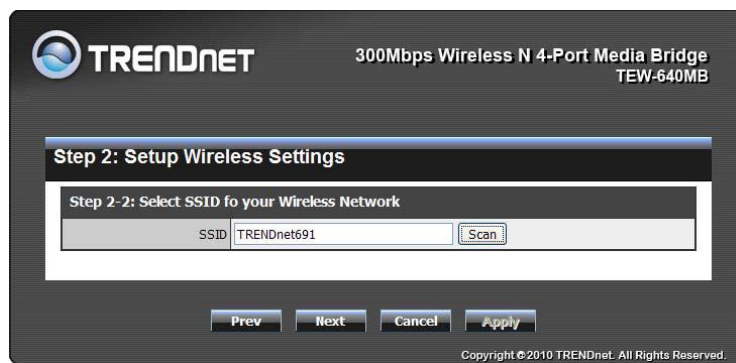 TRENDNET
300Mbps Wireless N 4-Port Media Bridge
TEW-640MB
Step 2: Setup Wireless Settings
Step 2-2: Select SSID fo your Wireless Network
SSID TRENDnet691 Scan
Prev Next Cancel Apply
Copyright ©2010 TRENDnet. All Rights Reserved.